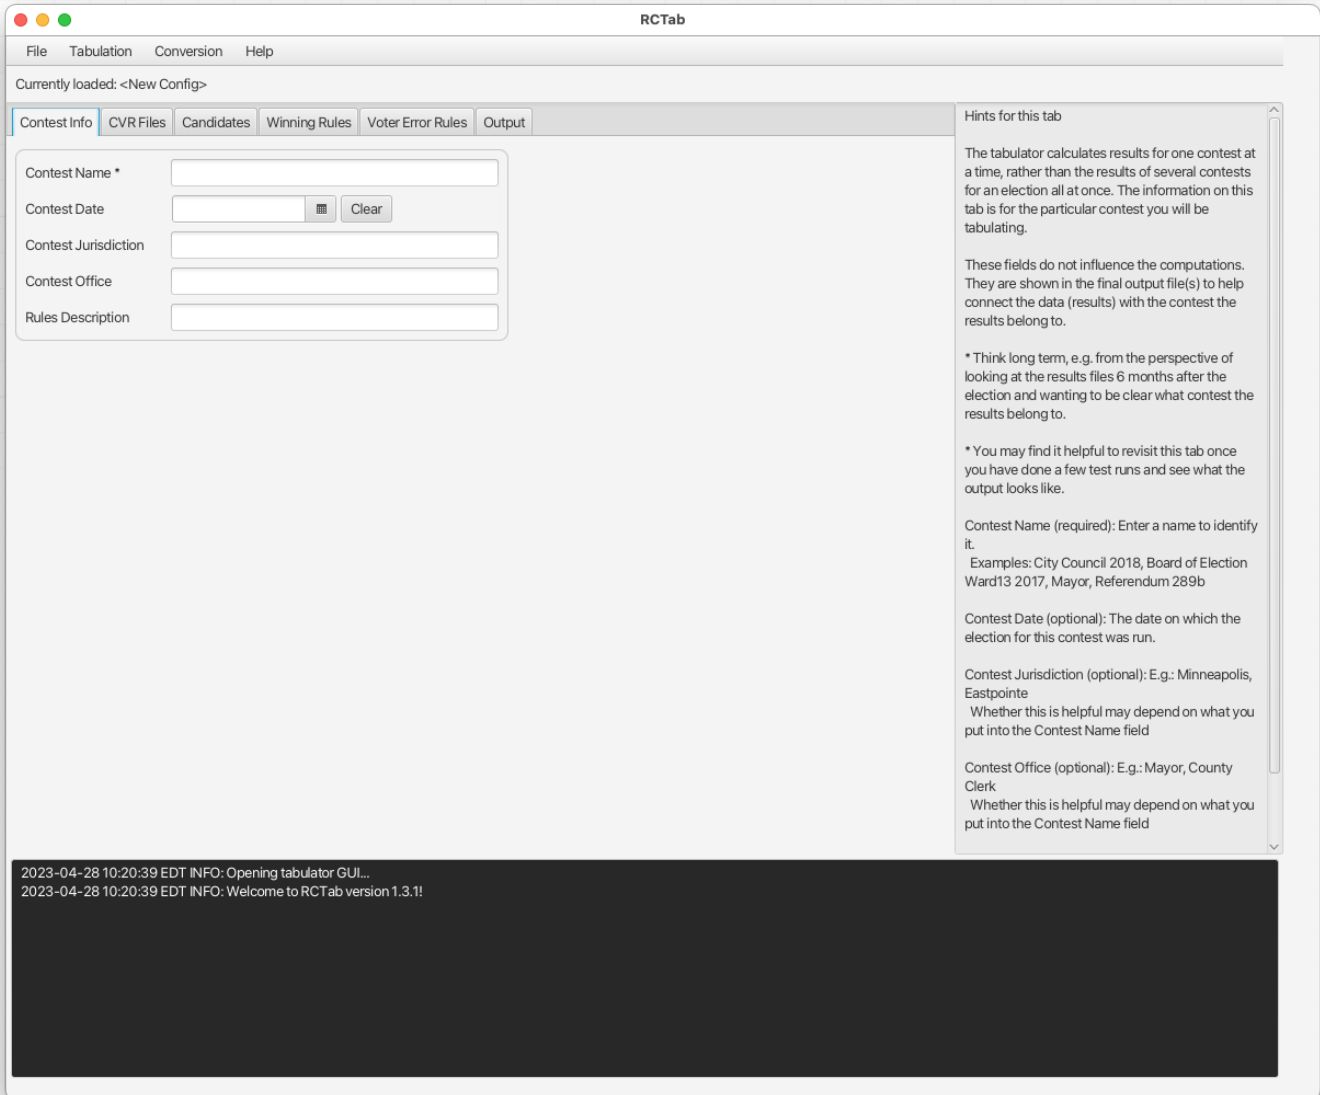 RCTab
File Tabulation Conversion Help
Currently loaded: <New Config>
Contest Info CVR Files Candidates Winning Rules Voter Error Rules Output
Contest Name *
Contest Date Clear
Contest Jurisdiction
Contest Office
Rules Description
Hints for this tab
The tabulator calculates results for one contest at
a time, rather than the results of several contests
for an election all at once. The information on this
tab is for the particular contest you will be
tabulating.
These fields do not influence the computations.
They are shown in the final output file(s) to help
connect the data (results) with the contest the
results belong to.
* Think long term, e.g. from the perspective of
looking at the results files 6 months after the
election and wanting to be clear what contest the
results belong to.
* You may find it helpful to revisit this tab once
you have done a few test runs and see what the
output looks like.
Contest Name (required): Enter a name to identify
it.
Examples: City Council 2018, Board of Election
Ward13 2017, Mayor, Referendum 289b
Contest Date (optional): The date on which the
election for this contest was run.
Contest Jurisdiction (optional): E.g.: Minneapolis,
Eastpointe
Whether this is helpful may depend on what you
put into the Contest Name field
Contest Office (optional): E.g.: Mayor, County
Clerk
Whether this is helpful may depend on what you
put into the Contest Name field
2023-04-28 10:20:39 EDT INFO: Opening tabulator GUI...
2023-04-28 10:20:39 EDT INFO: Welcome to RCTab version 1.3.1!